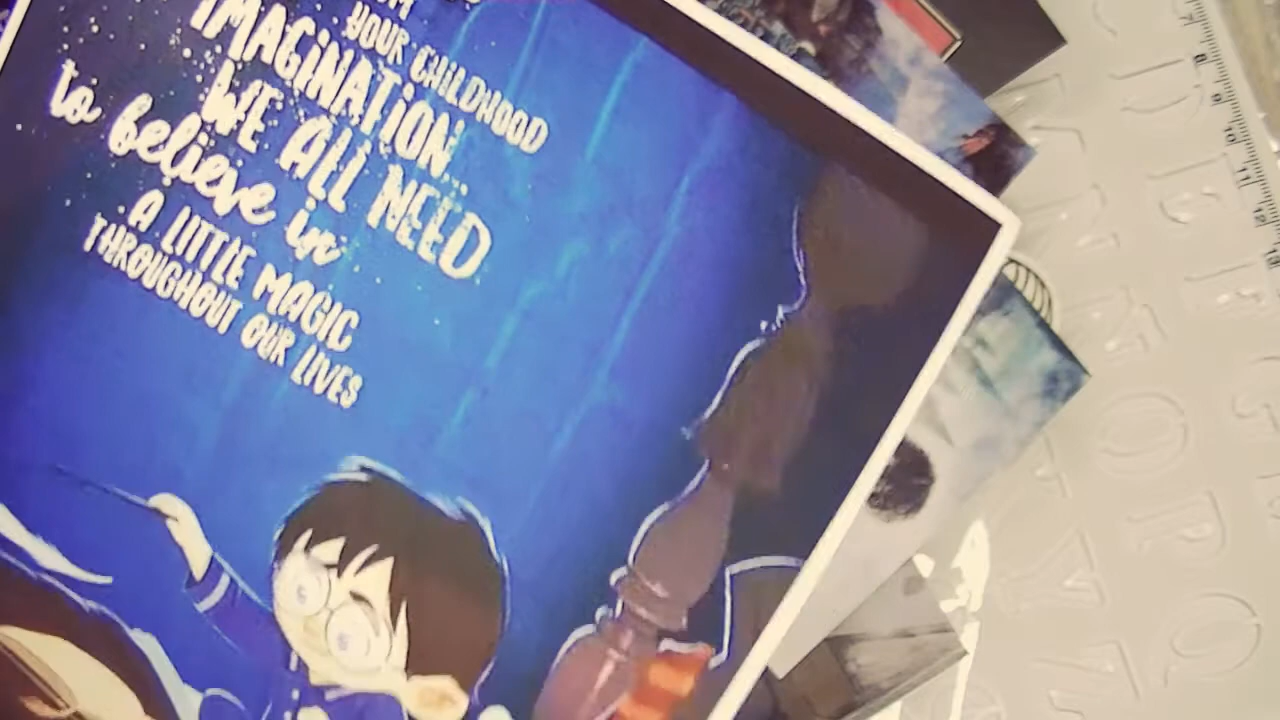 YOUR CHILDHOOD
IMAGINATION...
WE ALL NEED
to believe in
A LITTLE MAGIC
THROUGHOUT OUR LIVES